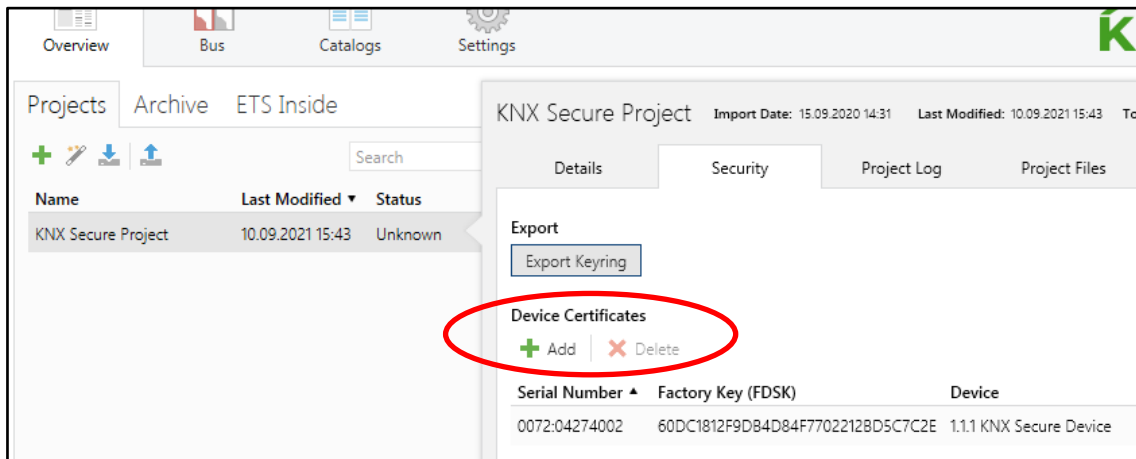 Overview Bus Catalogs Settings
Projects Archive ETS Inside
Search
Name Last Modified ▾ Status
KNX Secure Project 10.09.2021 15:43 Unknown
KNX Secure Project Import Date: 15.09.2020 14:31 Last Modified: 10.09.2021 15:43
Details Security Project Log Project Files
Export
Export Keyring
Device Certificates
Add Delete
Serial Number ▴ Factory Key (FDSK) Device
0072:04274002 60DC1812F9DB4D84F7702212BD5C7C2E 1.1.1 KNX Secure Device